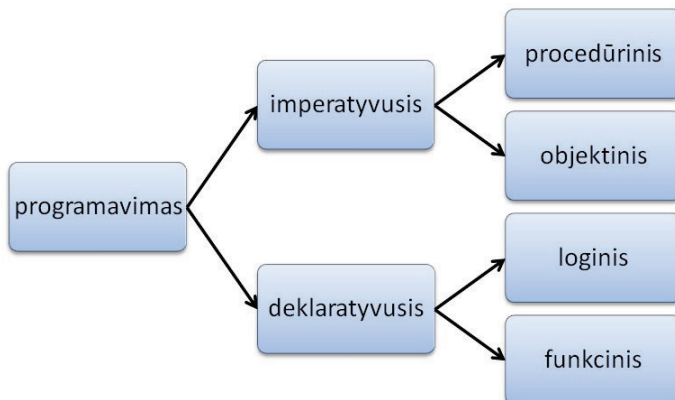 programavimas
imperatyvusis
procedūrinis
objektinis
deklaratyvusis
loginis
funkcinis